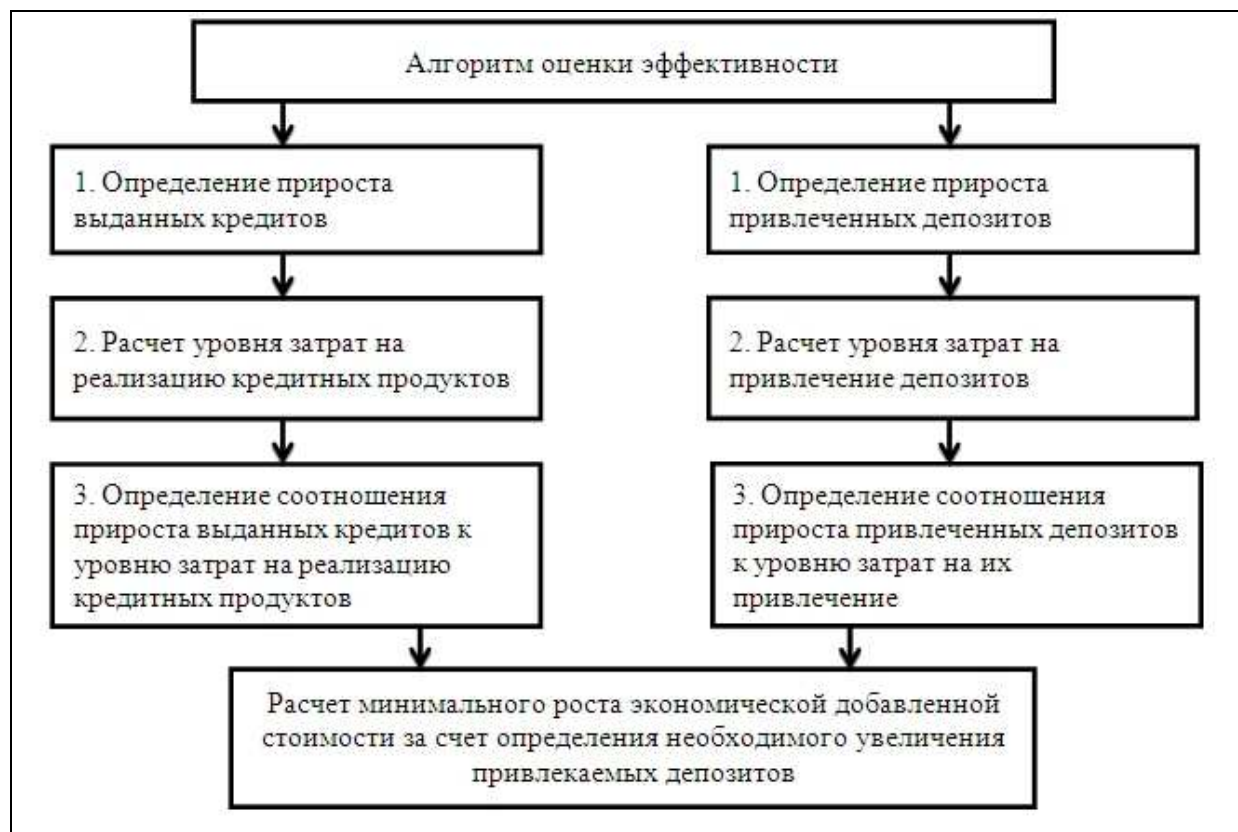 Алгоритм оценки эффективности
1. Определение прироста
выданных кредитов
1. Определение прироста
привлеченных депозитов
2. Расчет уровня затрат на
реализацию кредитных продуктов
2. Расчет уровня затрат на
привлечение депозитов
3. Определение соотношения
прироста выданных кредитов к
уровню затрат на реализацию
кредитных продуктов
3. Определение соотношения
прироста привлеченных депозитов
к уровню затрат на их
привлечение
Расчет минимального роста экономической добавленной
стоимости за счет определения необходимого увеличения
привлекаемых депозитов